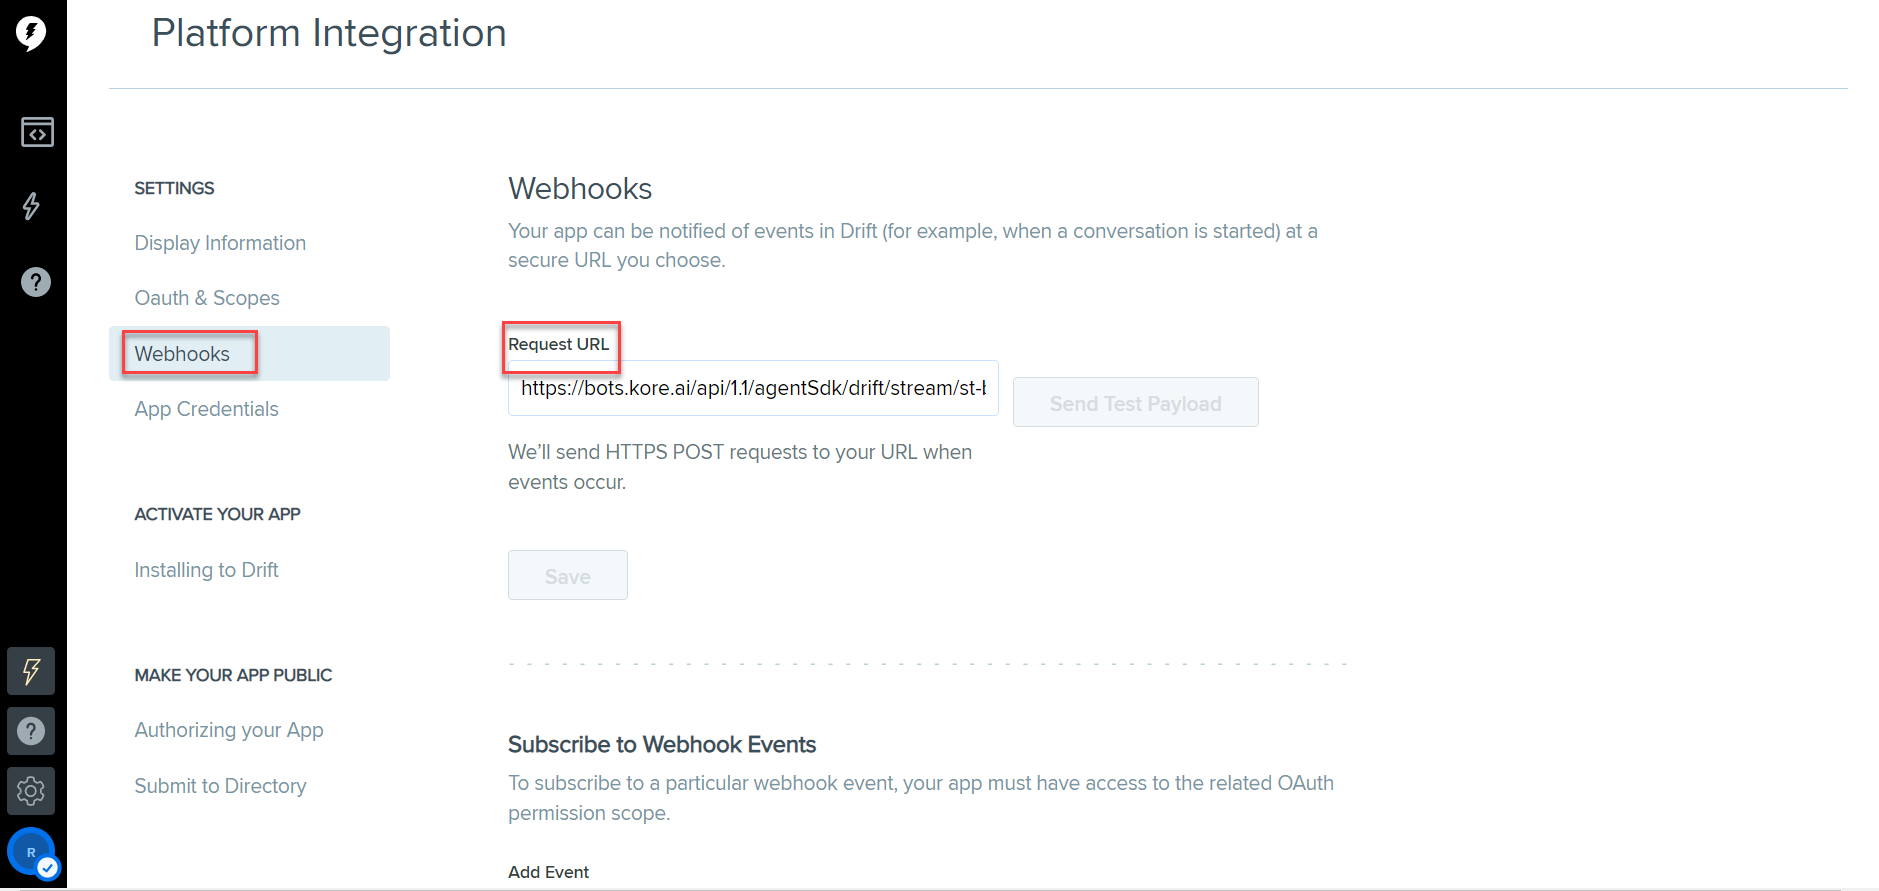 Platform Integration
SETTINGS
Display Information
Oauth & Scopes
Webhooks
App Credentials
ACTIVATE YOUR APP
Installing to Drift
MAKE YOUR APP PUBLIC
Authorizing your App
Submit to Directory
R
Webhooks
Your app can be notified of events in Drift (for example, when a conversation is started) at a
secure URL you choose.
Request URL
https://bots.kore.ai/api/1.1/agentSdk/drift/stream/st-b
Send Test Payload
We’ll send HTTPS POST requests to your URL when
events occur.
Save
Subscribe to Webhook Events
To subscribe to a particular webhook event, your app must have access to the related OAuth
permission scope.
Add Event